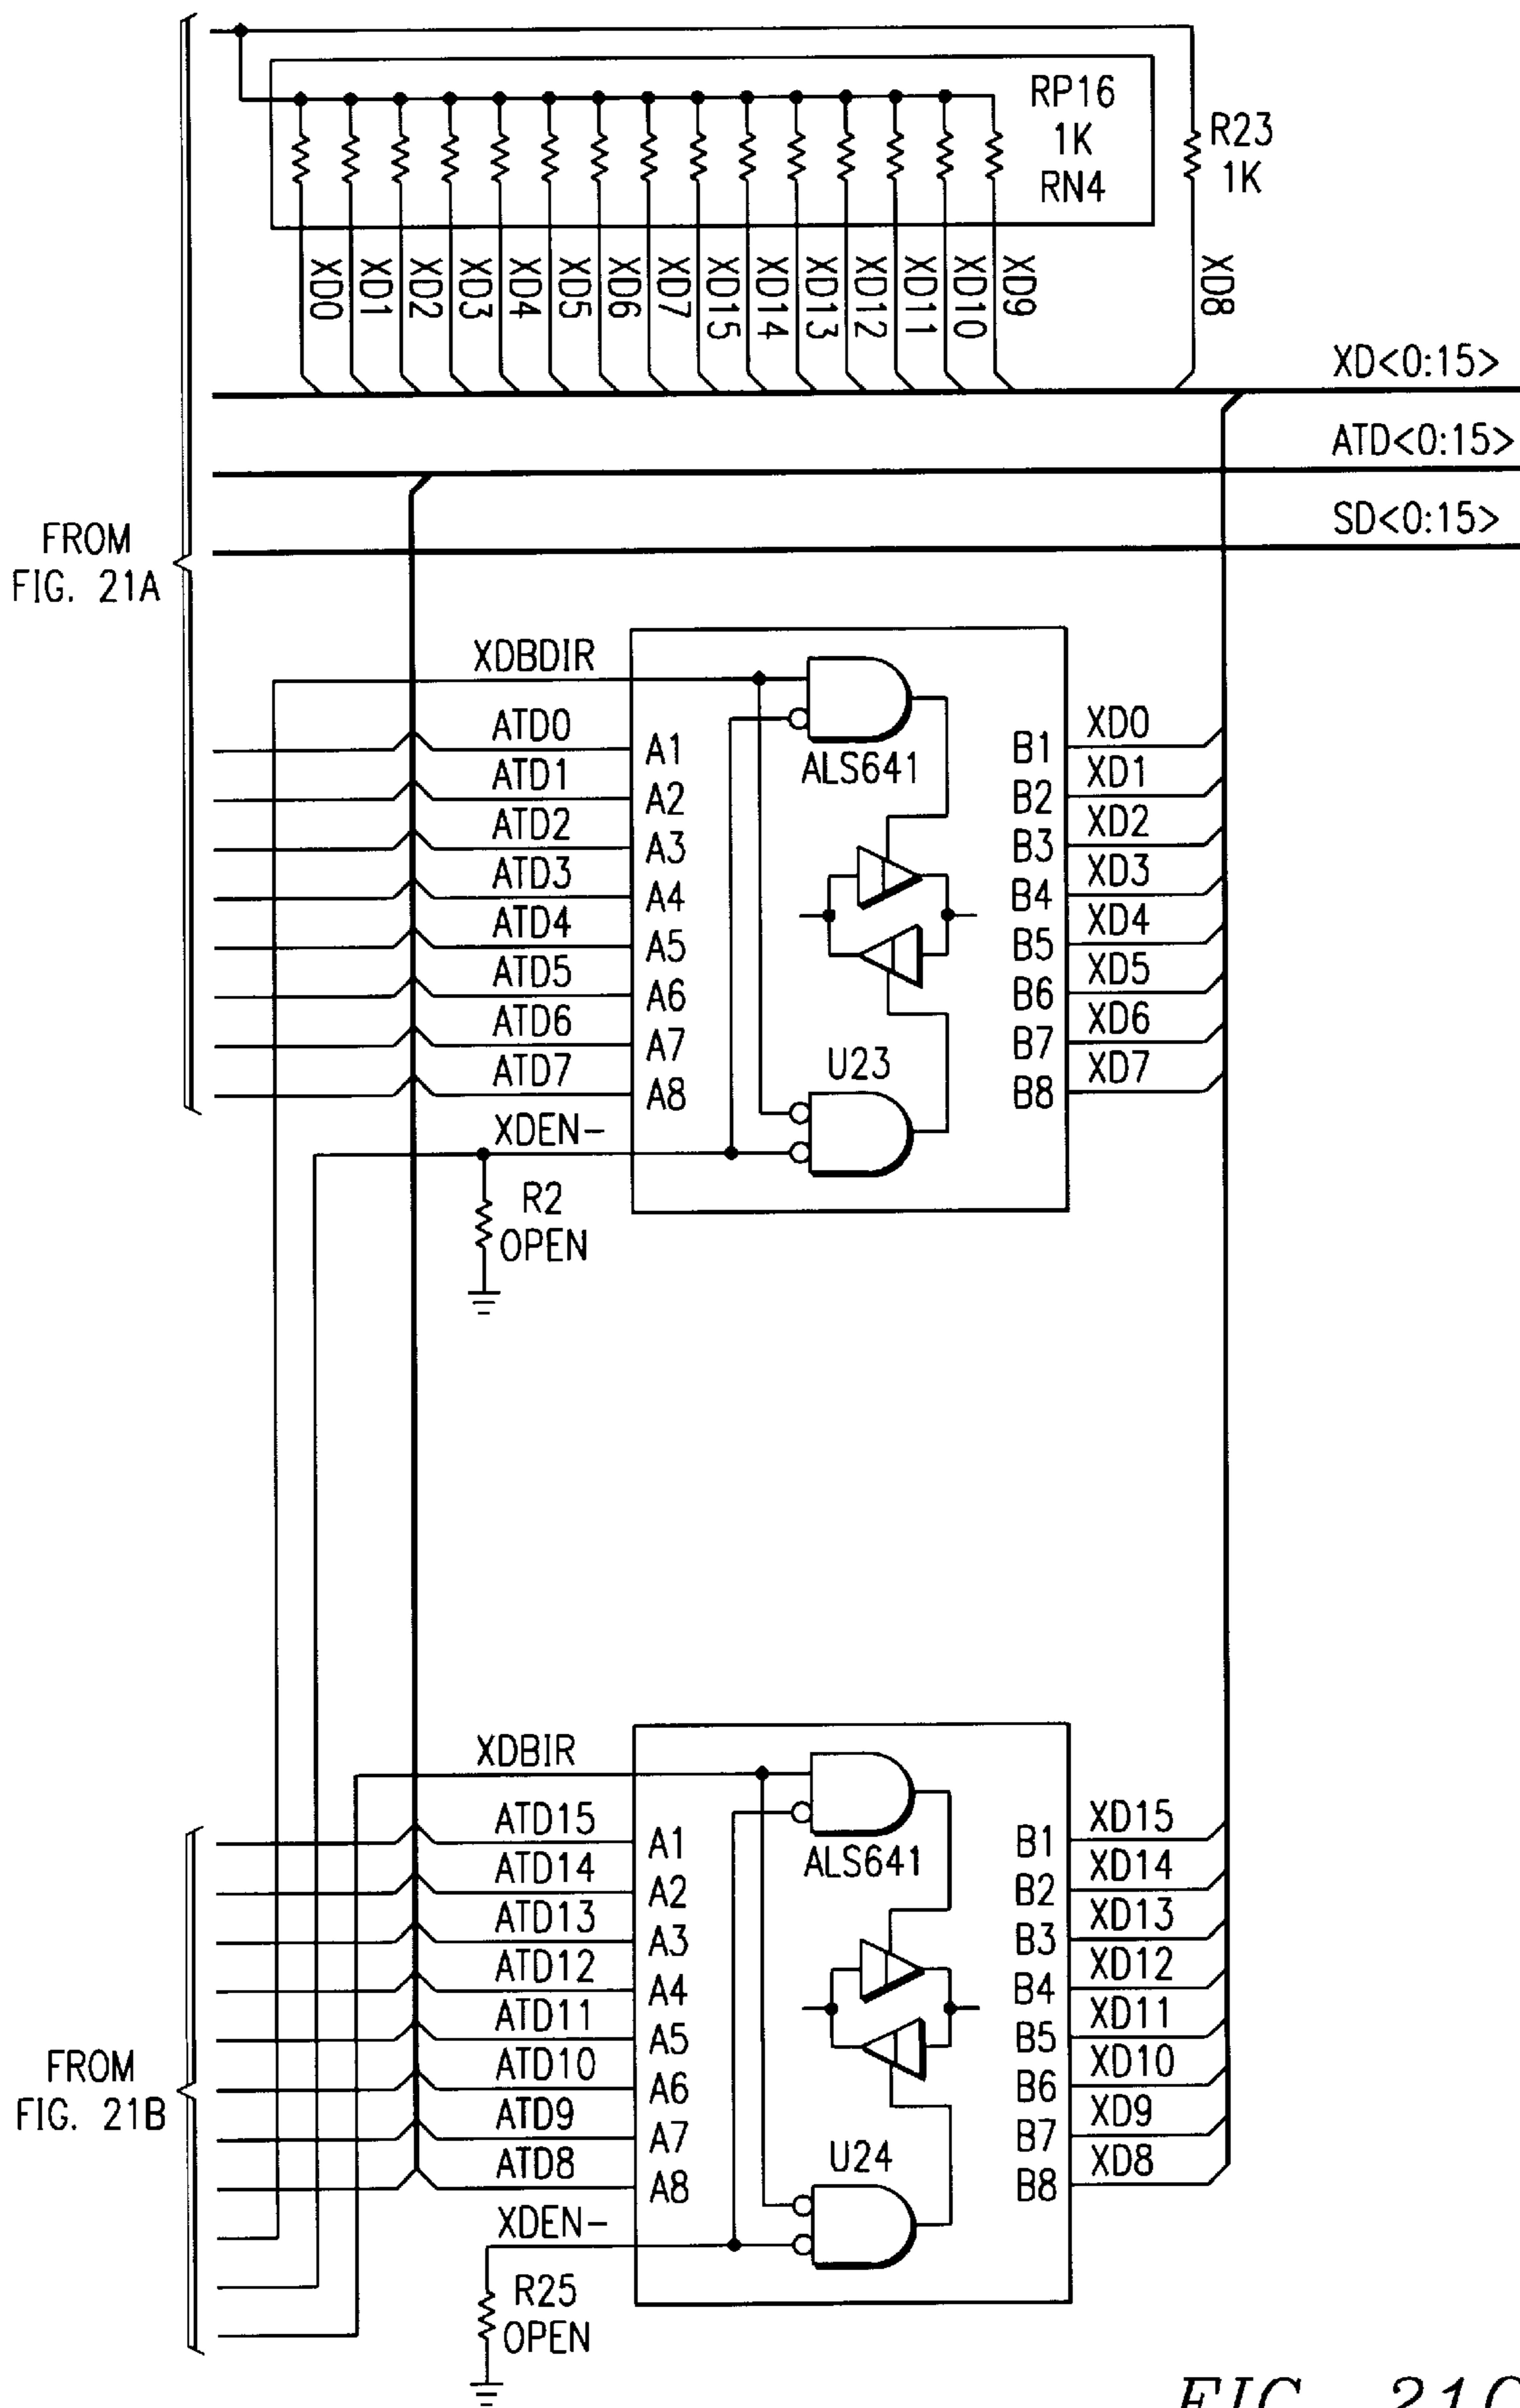 RP16
1K
RN4
R23
1K
XD0
XD1
XD2
XD3
XD4
XD5
XD6
XD7
XD15
XD14
XD13
XD12
XD11
XD10
XD9
XD8
XD<0:15>
ATD<0:15>
SD<0:15>
FROM
FIG. 21A
XDBDIR
ATD0
ATD1
ATD2
ATD3
ATD4
ATD5
ATD6
ATD7
XDEN-
R2
OPEN
A1
A2
A3
A4
A5
A6
A7
A8
ALS641
U23
B1
B2
B3
B4
B5
B6
B7
B8
XD0
XD1
XD2
XD3
XD4
XD5
XD6
XD7
FROM
FIG. 21B
XDBIR
ATD15
ATD14
ATD13
ATD12
ATD11
ATD10
ATD9
ATD8
XDEN-
R25
OPEN
A1
A2
A3
A4
A5
A6
A7
A8
ALS641
U24
B1
B2
B3
B4
B5
B6
B7
B8
XD15
XD14
XD13
XD12
XD11
XD10
XD9
XD8
FIG. 21C